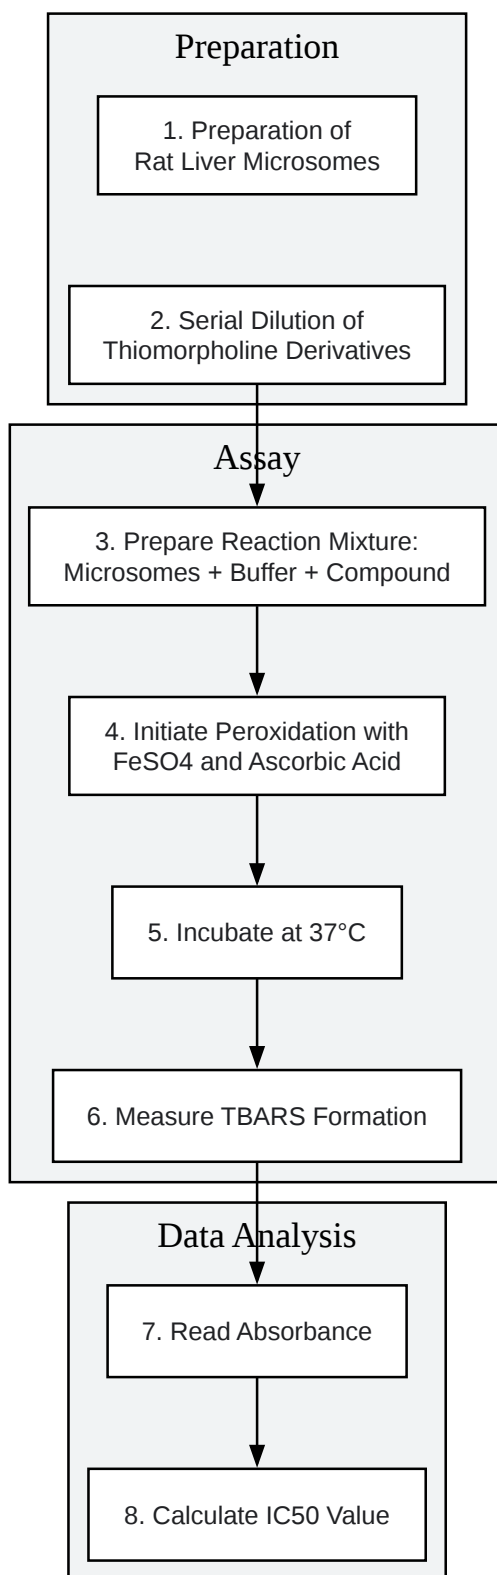 Preparation
1. Preparation of
Rat Liver Microsomes
2. Serial Dilution of
Thiomorpholine Derivatives
Assay
3. Prepare Reaction Mixture:
Microsomes + Buffer + Compound
4. Initiate Peroxidation with
FeSO4 and Ascorbic Acid
5. Incubate at 37°C
6. Measure TBARS Formation
Data Analysis
7. Read Absorbance
8. Calculate IC50 Value